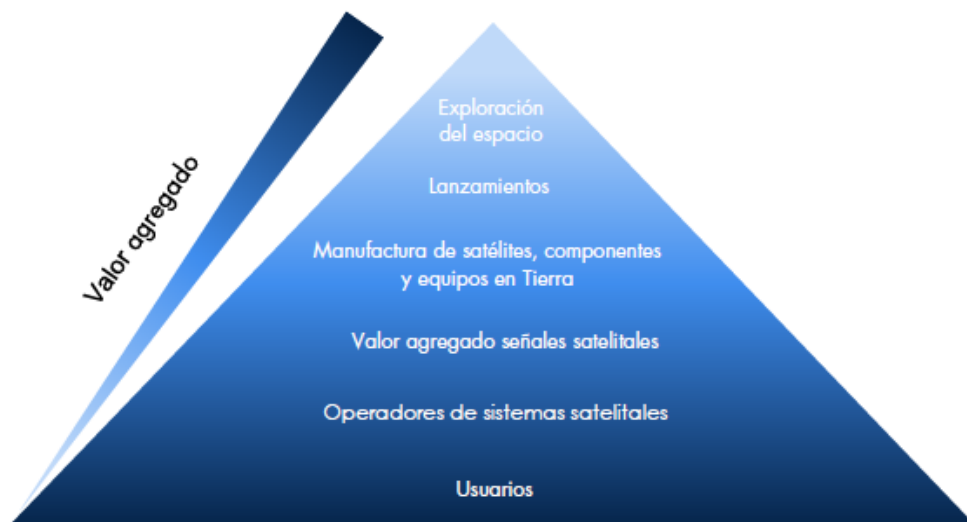 Valor agregado
Exploración
del espacio
Lanzamientos
Manufactura de satélites, componentes
y equipos en Tierra
Valor agregado señales satelitales
Operadores de sistemas satelitales
Usuarios